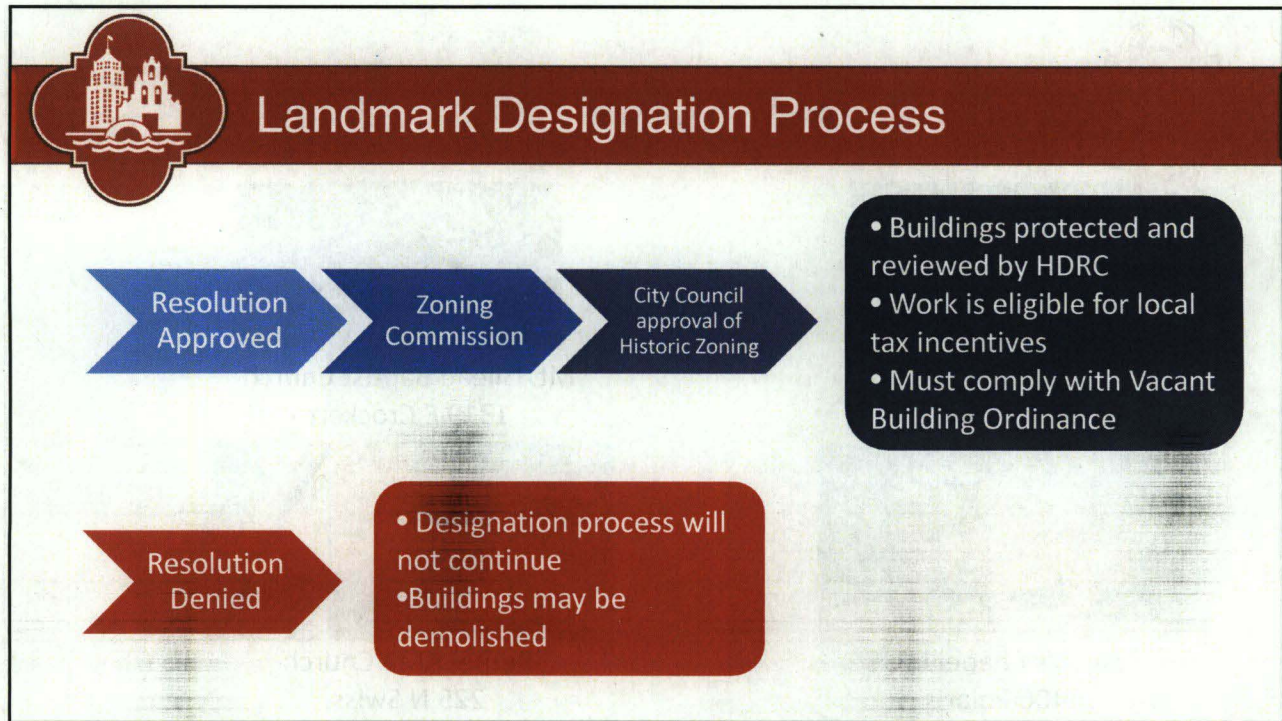 Landmark Designation Process
Resolution
Approved
Zoning
Commission
City Council
approval of
Historic Zoning
• Buildings protected and
reviewed by HDRC
• Work is eligible for local
tax incentives
• Must comply with Vacant
Building Ordinance
Resolution
Denied
• Designation process will
not continue
•Buildings may be
demolished